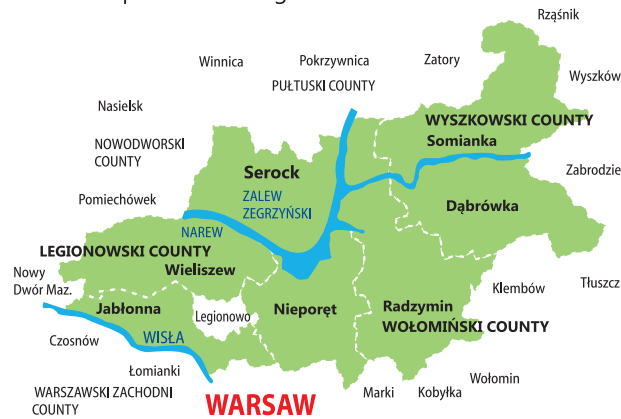 Rząśnik
Winnica
Pokrzywnica
Zatory
PUŁTUSKI COUNTY
Wyszków
Nasielsk
WYSZKOWSKI COUNTY
NOWODWORSKI
COUNTY
Somianka
Serock
Zabrodzie
ZALEW
ZEGRZYŃSKI
Pomiechówek
Dąbrówka
NAREW
LEGIONOWSKI COUNTY
Wieliszew
Nowy
Dwór Maz.
Klembów
Tłuszcz
Jabłonna
Legionowo
Nieporęt
Radzymin
WOŁOMIŃSKI COUNTY
WISŁA
Czosnów
Łomianki
Wołomin
WARSZAWSKI ZACHODNI
COUNTY
WARSAW
Marki
Kobyłka